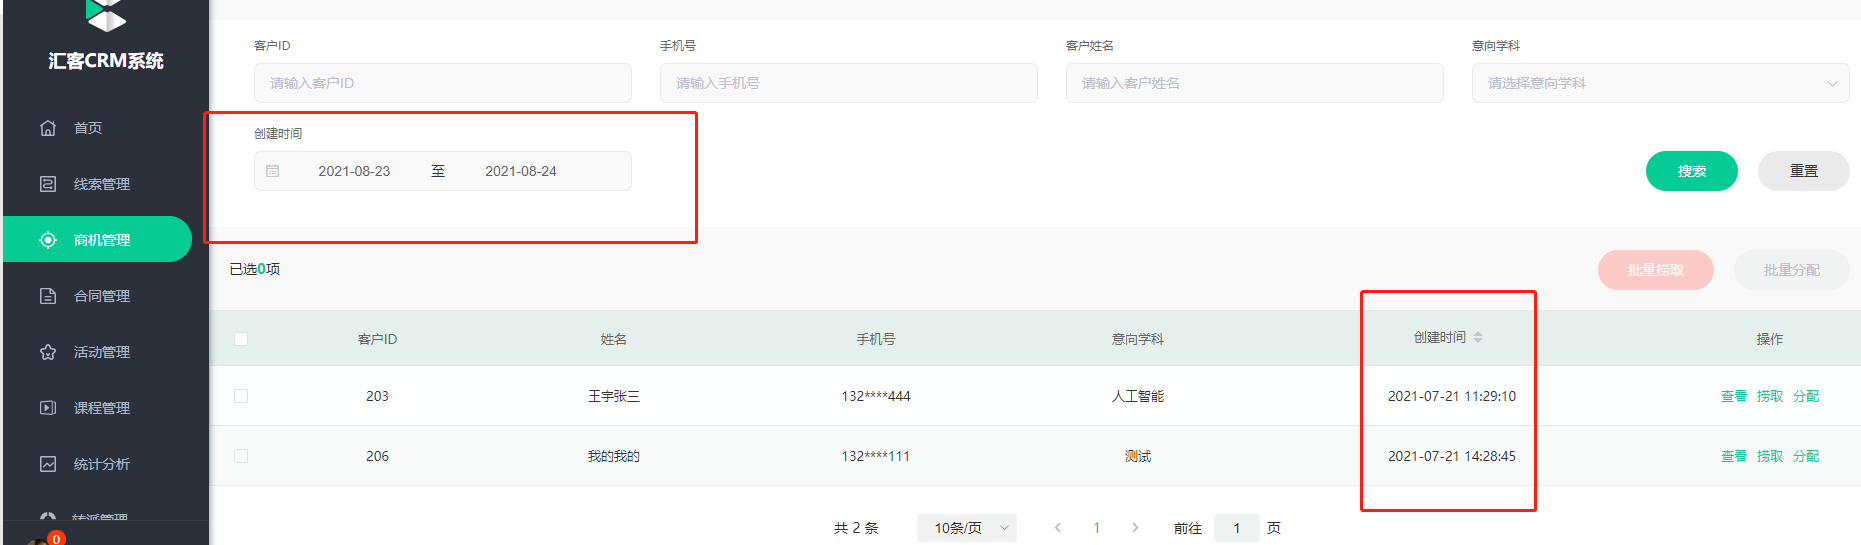 汇客CRM系统
首页
线索管理
商机管理
合同管理
活动管理
课程管理
统计分析
转派管理
0
客户ID
手机号
客户姓名
意向学科
请输入客户ID
请输入手机号
请输入客户姓名
请选择意向学科
创建时间
2021-08-23 至 2021-08-24
搜索
重置
已选0项
批量捞取
批量分配
客户ID 姓名 手机号 意向学科 创建时间 操作
203 王宇张三 132****444 人工智能 2021-07-21 11:29:10 查看 捞取 分配
206 我的我的 132****111 测试 2021-07-21 14:28:45 查看 捞取 分配
共 2 条 10条/页 1 前往 1 页